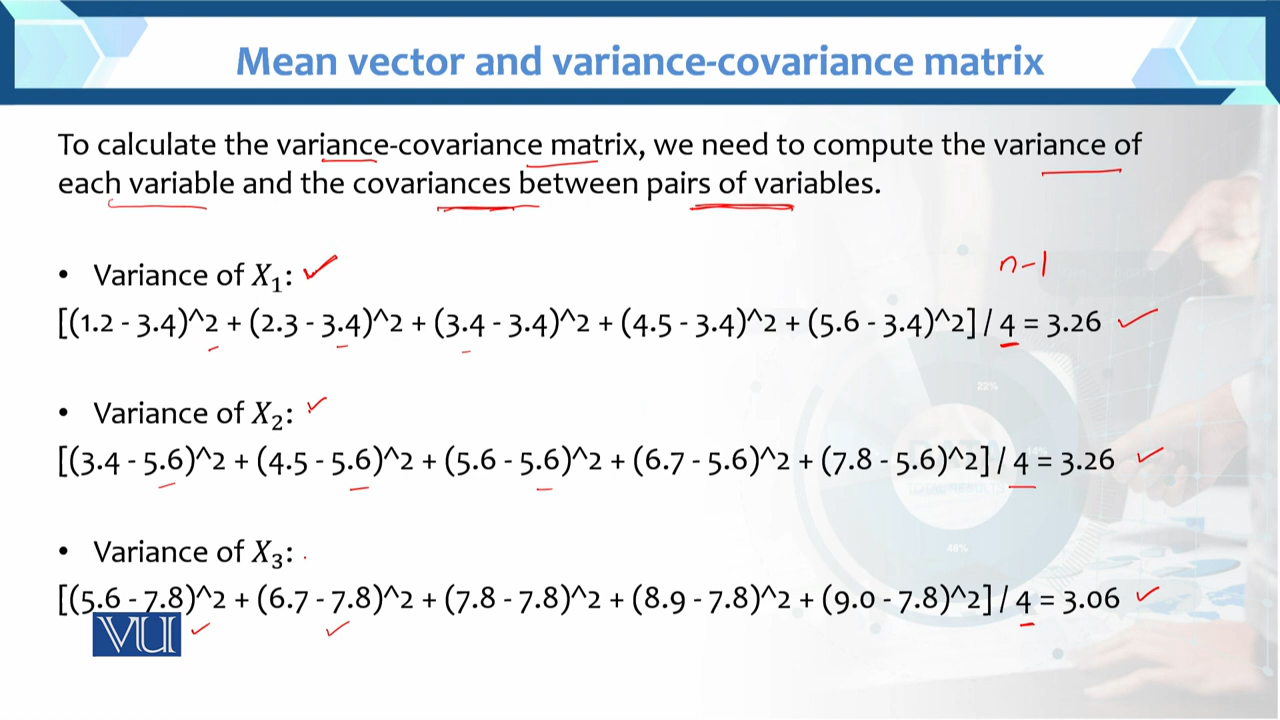 Mean vector and variance-covariance matrix
To calculate the variance-covariance matrix, we need to compute the variance of
each variable and the covariances between pairs of variables.
• Variance of X₁:
n-1
[(1.2 - 3.4)^2 + (2.3 - 3.4)^2 + (3.4 - 3.4)^2 + (4.5 - 3.4)^2 + (5.6 - 3.4)^2] / 4 = 3.26
22%
• Variance of X₂:
[(3.4 - 5.6)^2 + (4.5 - 5.6)^2 + (5.6 - 5.6)^2 + (6.7 - 5.6)^2 + (7.8 - 5.6)^2] / 4 = 3.26
• Variance of X₃:
[(5.6 - 7.8)^2 + (6.7 - 7.8)^2 + (7.8 - 7.8)^2 + (8.9 - 7.8)^2 + (9.0 - 7.8)^2] / 4 = 3.06
VU